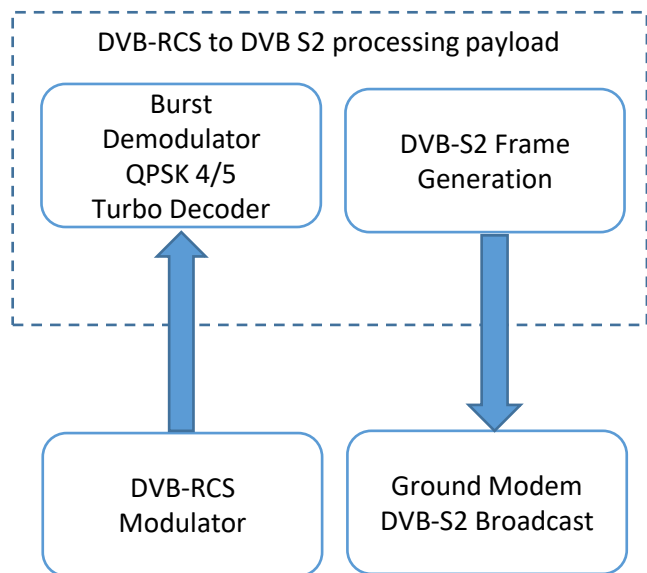 DVB-RCS to DVB S2 processing payload
Burst
Demodulator
QPSK 4/5
Turbo Decoder
DVB-S2 Frame
Generation
DVB-RCS
Modulator
Ground Modem
DVB-S2 Broadcast